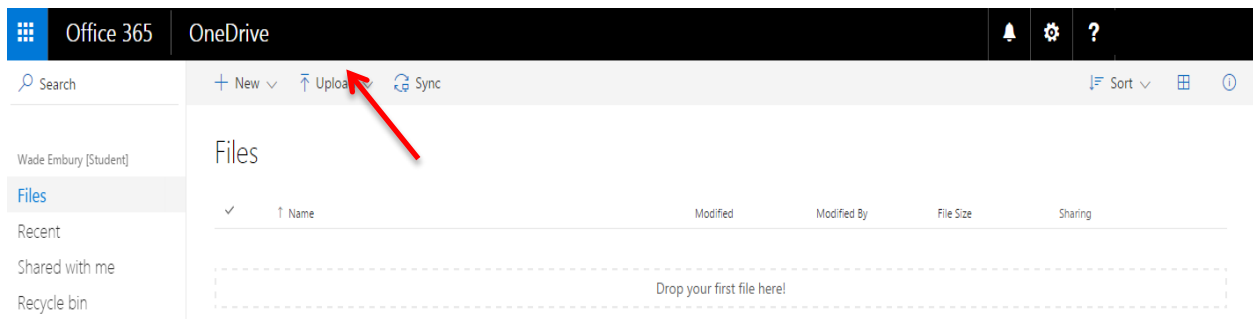 Office 365 OneDrive ?
Search + New Upload Sync Sort
Wade Embury [Student]
Files
Files
Recent
Shared with me
Recycle bin
Name Modified Modified By File Size Sharing
Drop your first file here!